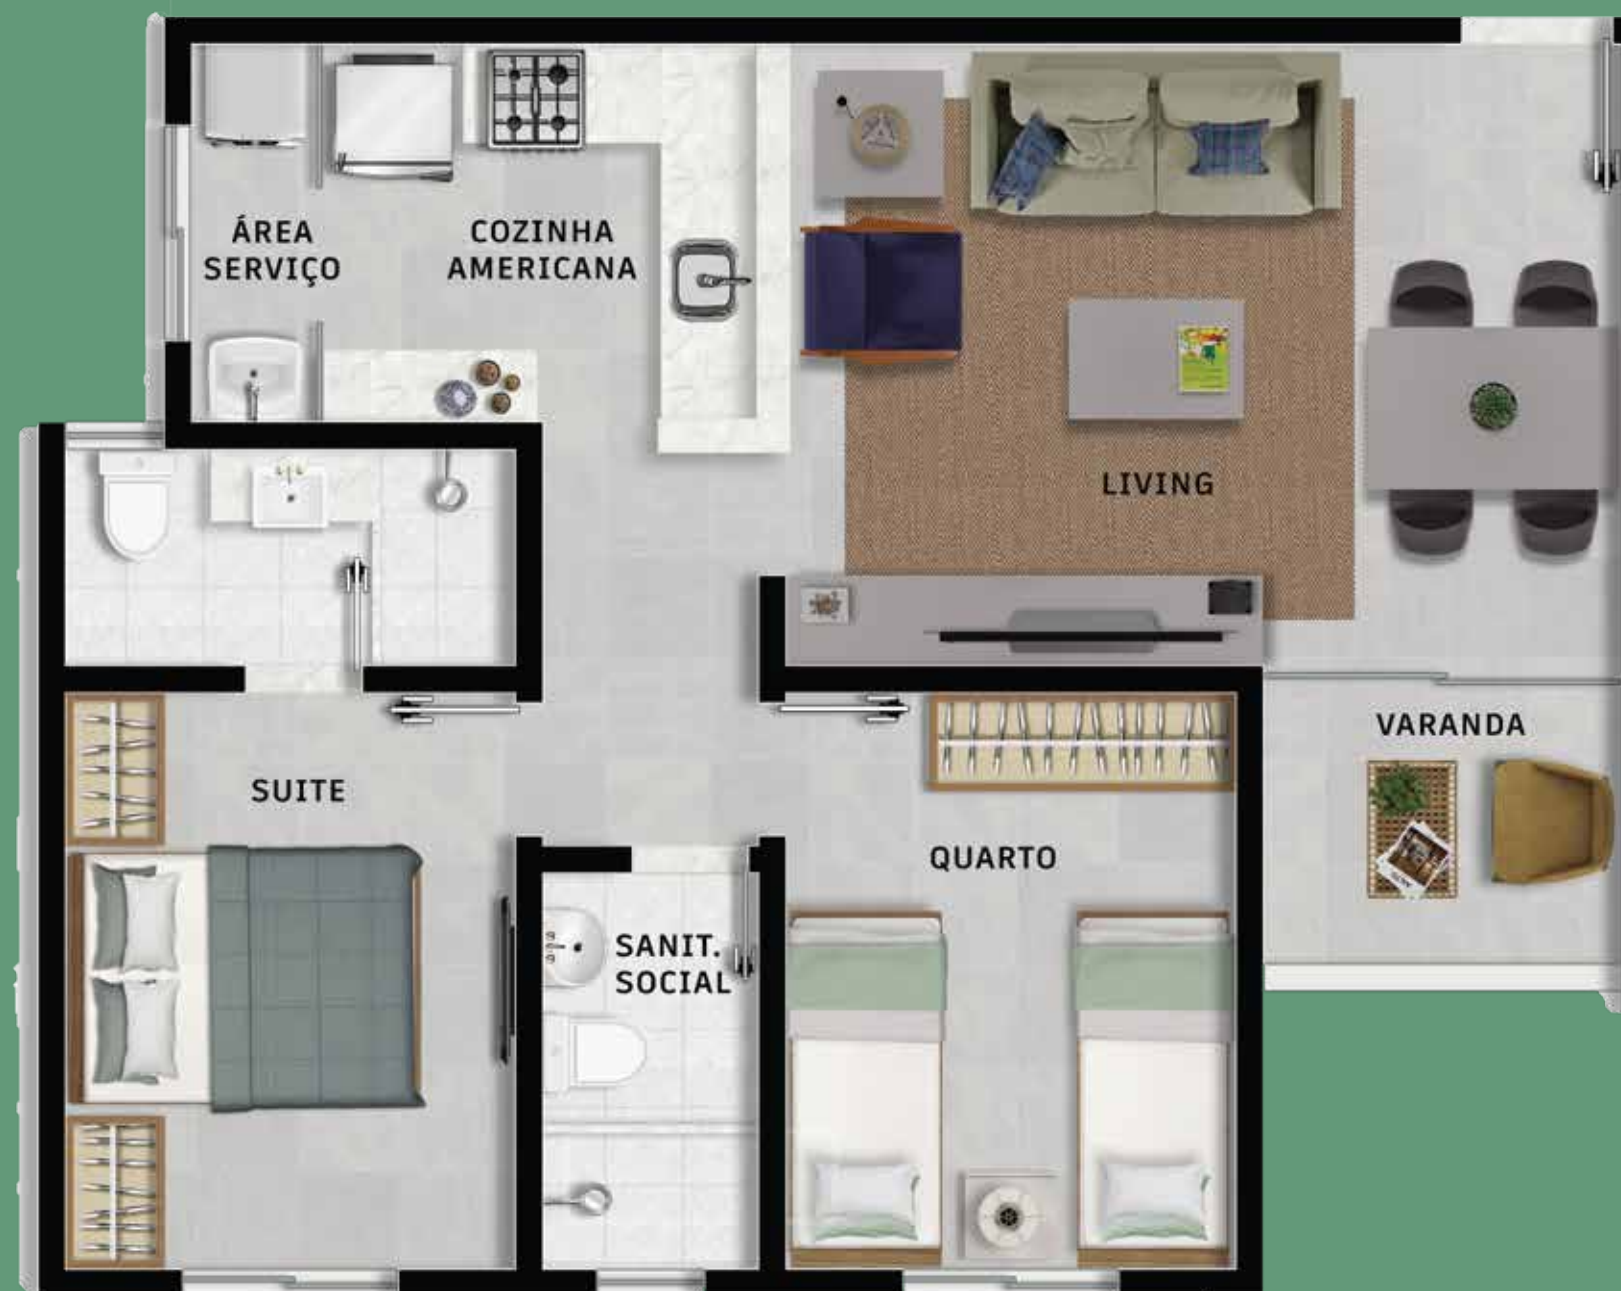 ÁREA
SERVIÇO
COZINHA
AMERICANA
LIVING
VARANDA
SUITE
QUARTO
SANIT.
SOCIAL